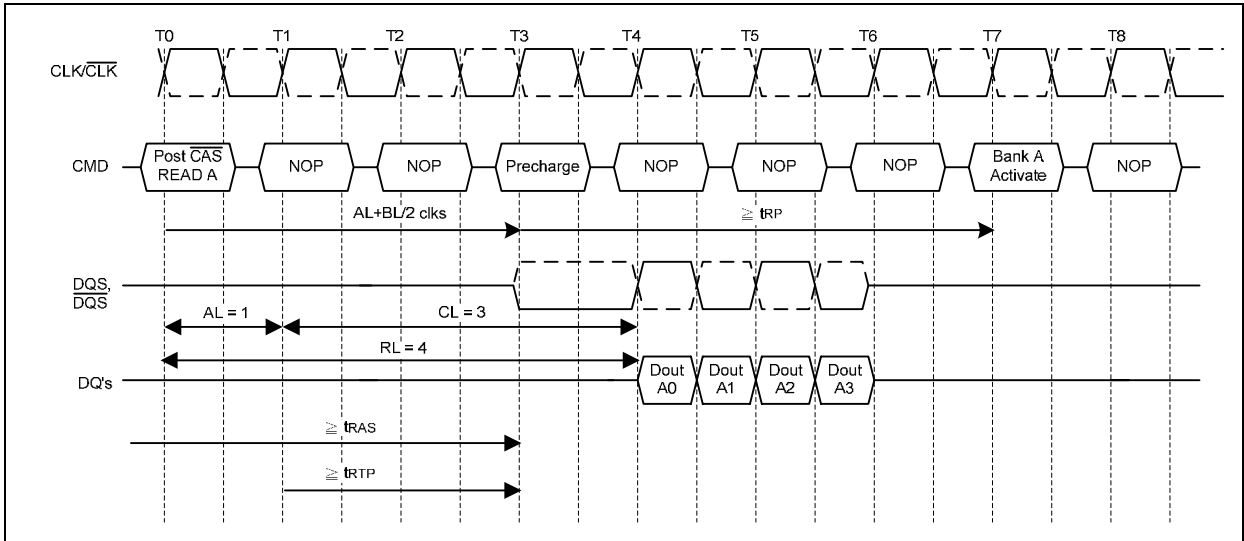 T0 T1 T2 T3 T4 T5 T6 T7 T8
CLK/CLK
CMD
Post CAS
READ A
NOP
NOP
Precharge
NOP
NOP
NOP
Bank A
Activate
NOP
AL+BL/2 clks
≧ tRP
DQS,
DQS
AL = 1
CL = 3
RL = 4
DQ's
Dout
A0
Dout
A1
Dout
A2
Dout
A3
≧ tRAS
≧ tRTP